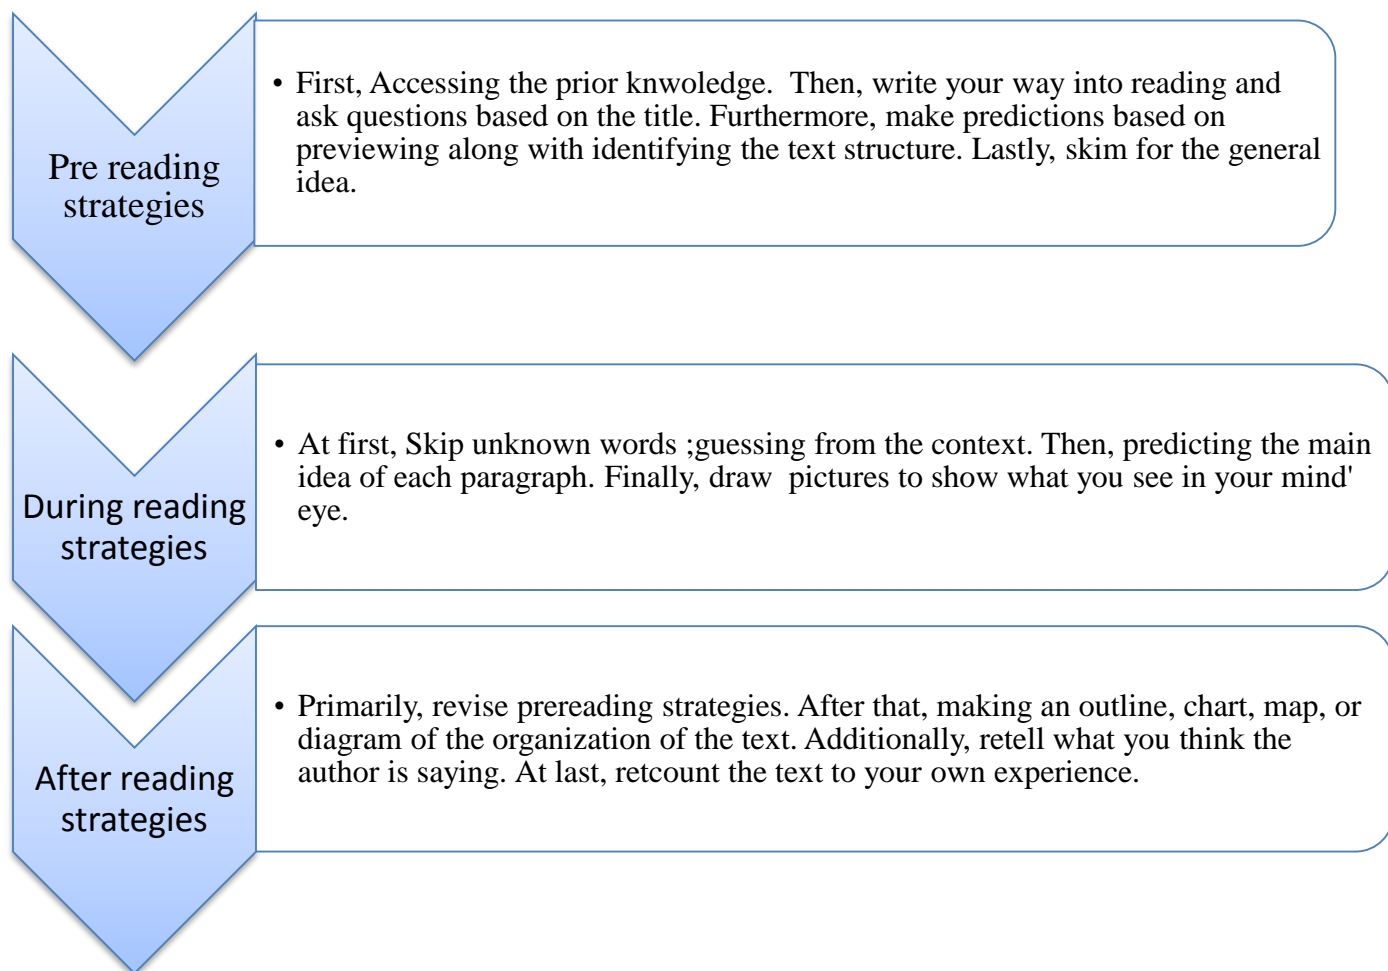 Pre reading
strategies
• First, Accessing the prior knwoledge.  Then, write your way into reading and
ask questions based on the title. Furthermore, make predictions based on
previewing along with identifying the text structure. Lastly, skim for the general
idea.
During reading
strategies
• At first, Skip unknown words ;guessing from the context. Then, predicting the main
idea of each paragraph. Finally, draw  pictures to show what you see in your mind'
eye.
After reading
strategies
• Primarily, revise prereading strategies. After that, making an outline, chart, map, or
diagram of the organization of the text. Additionally, retell what you think the
author is saying. At last, retcount the text to your own experience.